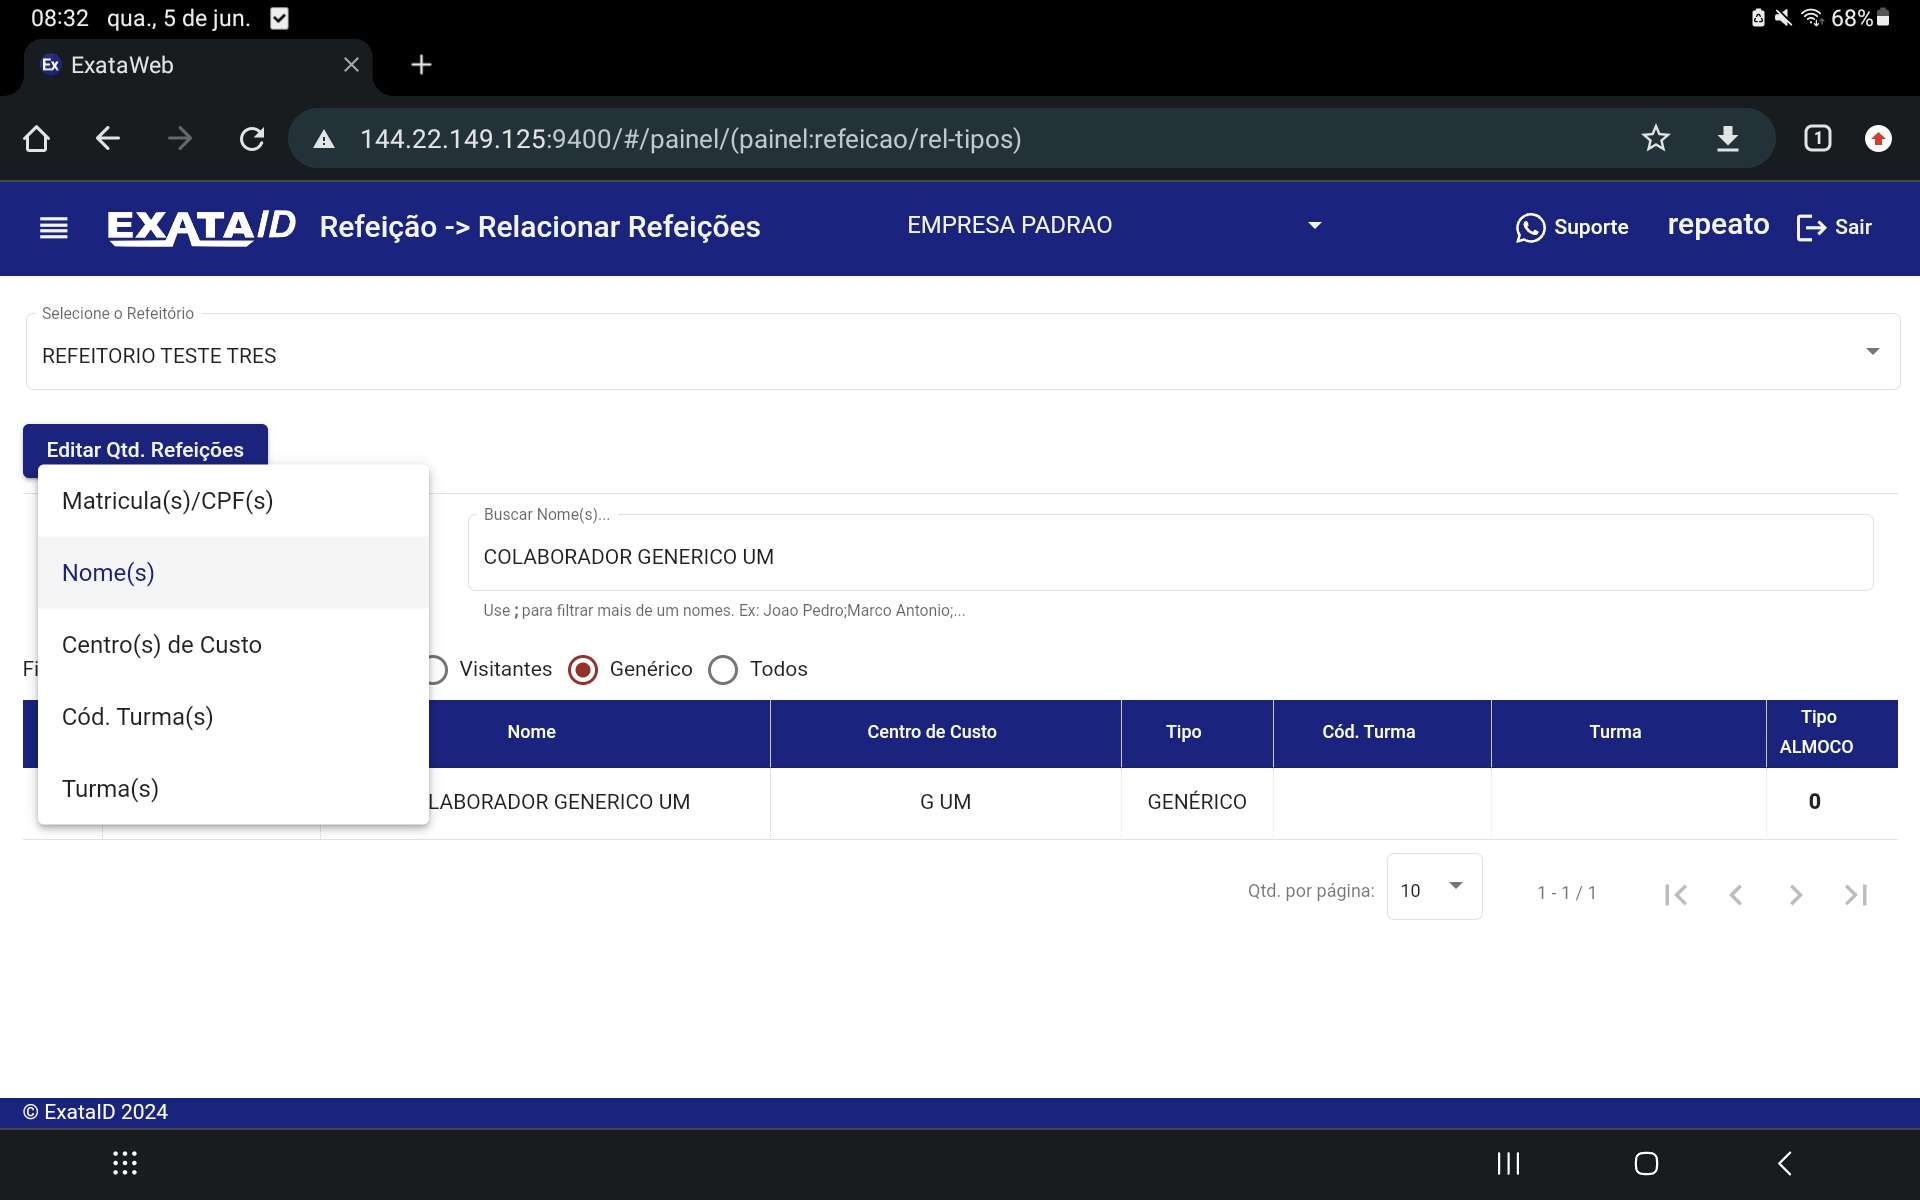 08:32 qua., 5 de jun. 68%
Ex ExataWeb
144.22.149.125:9400/#/painel/(painel:refeicao/rel-tipos) 1
EXATAID Refeição -> Relacionar Refeições EMPRESA PADRAO Suporte repeato Sair
Selecione o Refeitório
REFEITORIO TESTE TRES
Editar Qtd. Refeições
Matricula(s)/CPF(s)
Nome(s)
Centro(s) de Custo
Cód. Turma(s)
Turma(s)
Buscar Nome(s)...
COLABORADOR GENERICO UM
Use ; para filtrar mais de um nomes. Ex: Joao Pedro;Marco Antonio;...
Fi Visitantes Genérico Todos
Nome Centro de Custo Tipo Cód. Turma Turma Tipo ALMOCO
LABORADOR GENERICO UM G UM GENÉRICO 0
Qtd. por página: 10 1 - 1 / 1
© ExataID 2024